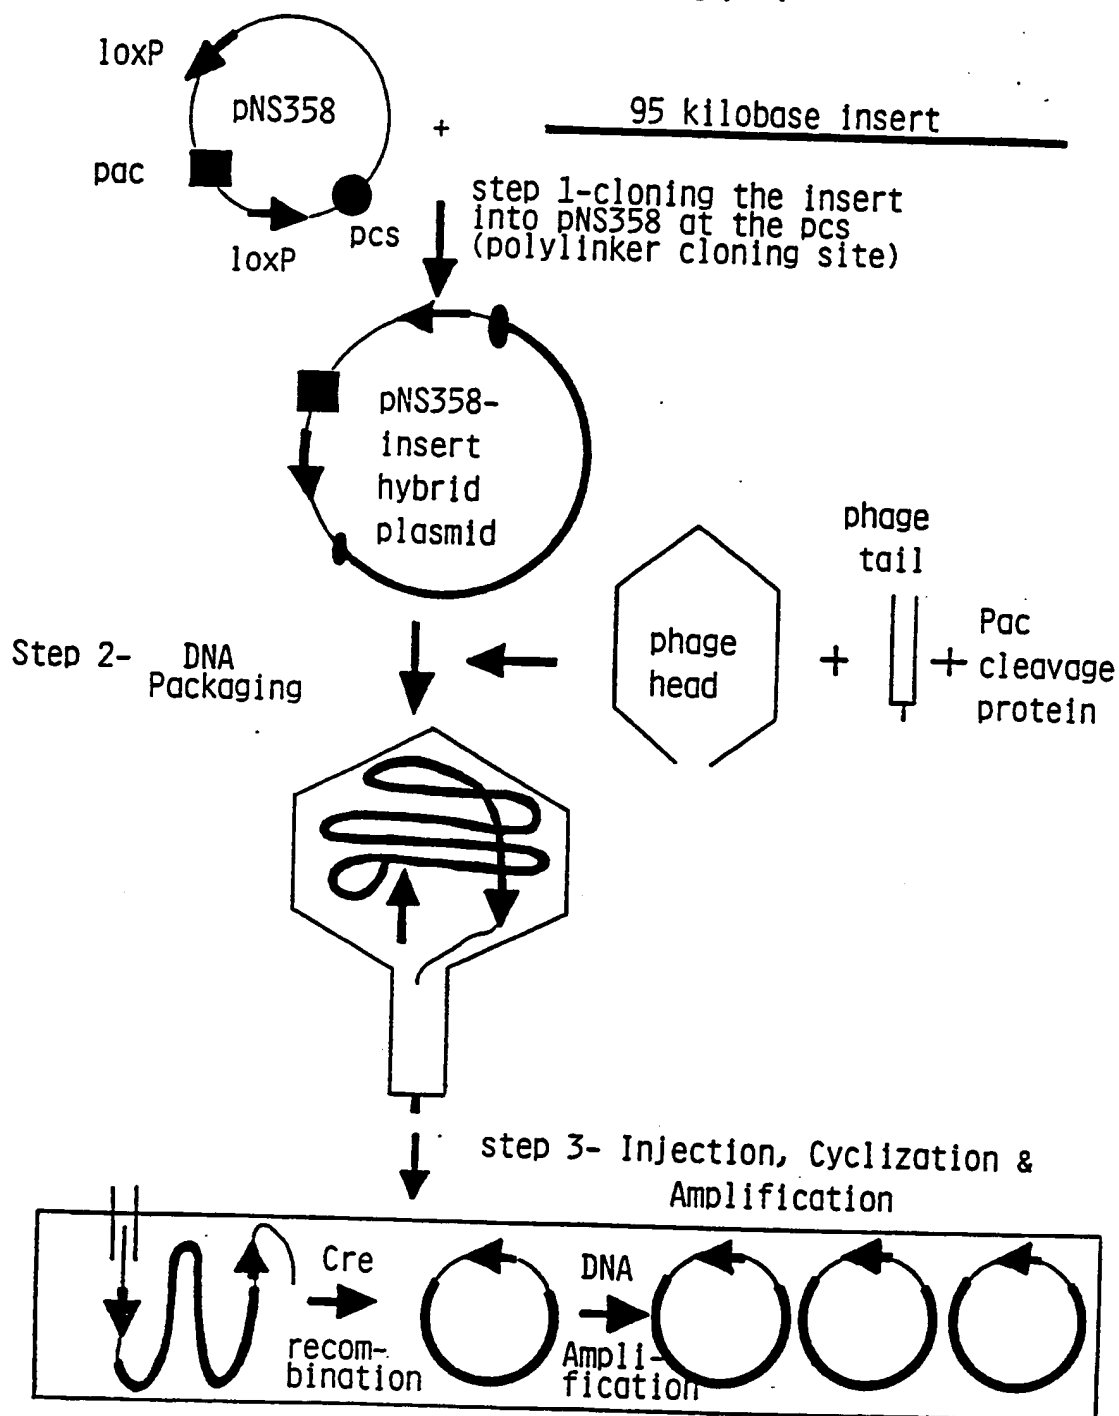 loxP
pNS358
+
95 kilobase insert
pac
loxP
pcs
step 1-cloning the insert
into pNS358 at the pcs
(polylinker cloning site)
pNS358-
insert
hybrid
plasmid
Step 2- DNA
Packaging
phage
head
+
phage
tail
+
Pac
cleavage
protein
step 3- Injection, Cyclization &
Amplification
Cre
recom-
bination
DNA
Ampli-
fication